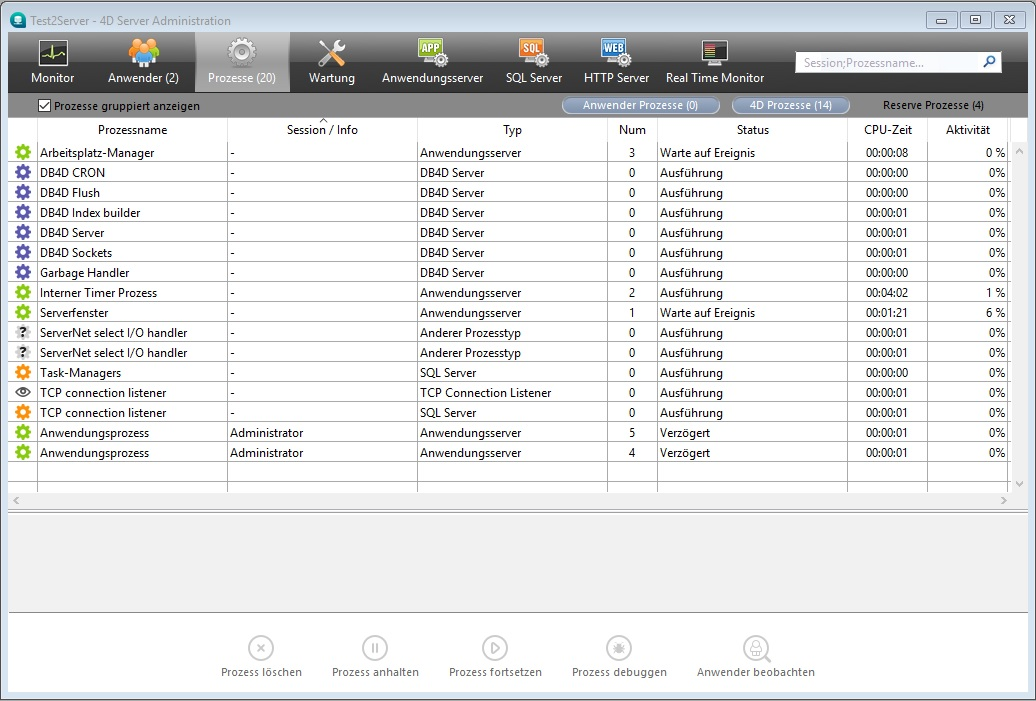 Test2Server - 4D Server Administration
Monitor Anwender (2) Prozesse (20) Wartung Anwendungsserver SQL Server HTTP Server Real Time Monitor Session;Prozessname...
APP SQL WEB
Prozesse gruppiert anzeigen Anwender Prozesse (0) 4D Prozesse (14) Reserve Prozesse (4)
Prozessname Session / Info Typ Num Status CPU-Zeit Aktivität
Arbeitsplatz-Manager - Anwendungsserver 3 Warte auf Ereignis 00:00:08 0 %
DB4D CRON - DB4D Server 0 Ausführung 00:00:00 0%
DB4D Flush - DB4D Server 0 Ausführung 00:00:00 0%
DB4D Index builder - DB4D Server 0 Ausführung 00:00:01 0%
DB4D Server - DB4D Server 0 Ausführung 00:00:01 0%
DB4D Sockets - DB4D Server 0 Ausführung 00:00:01 0%
Garbage Handler - DB4D Server 0 Ausführung 00:00:00 0%
Interner Timer Prozess - Anwendungsserver 2 Ausführung 00:04:02 1 %
Serverfenster - Anwendungsserver 1 Warte auf Ereignis 00:01:21 6 %
? ServerNet select I/O handler - Anderer Prozesstyp 0 Ausführung 00:00:01 0%
? ServerNet select I/O handler - Anderer Prozesstyp 0 Ausführung 00:00:01 0%
Task-Managers - SQL Server 0 Ausführung 00:00:00 0%
TCP connection listener - TCP Connection Listener 0 Ausführung 00:00:01 0%
TCP connection listener - SQL Server 0 Ausführung 00:00:01 0%
Anwendungsprozess Administrator Anwendungsserver 5 Verzögert 00:00:01 0%
Anwendungsprozess Administrator Anwendungsserver 4 Verzögert 00:00:01 0%
Prozess löschen Prozess anhalten Prozess fortsetzen Prozess debuggen Anwender beobachten